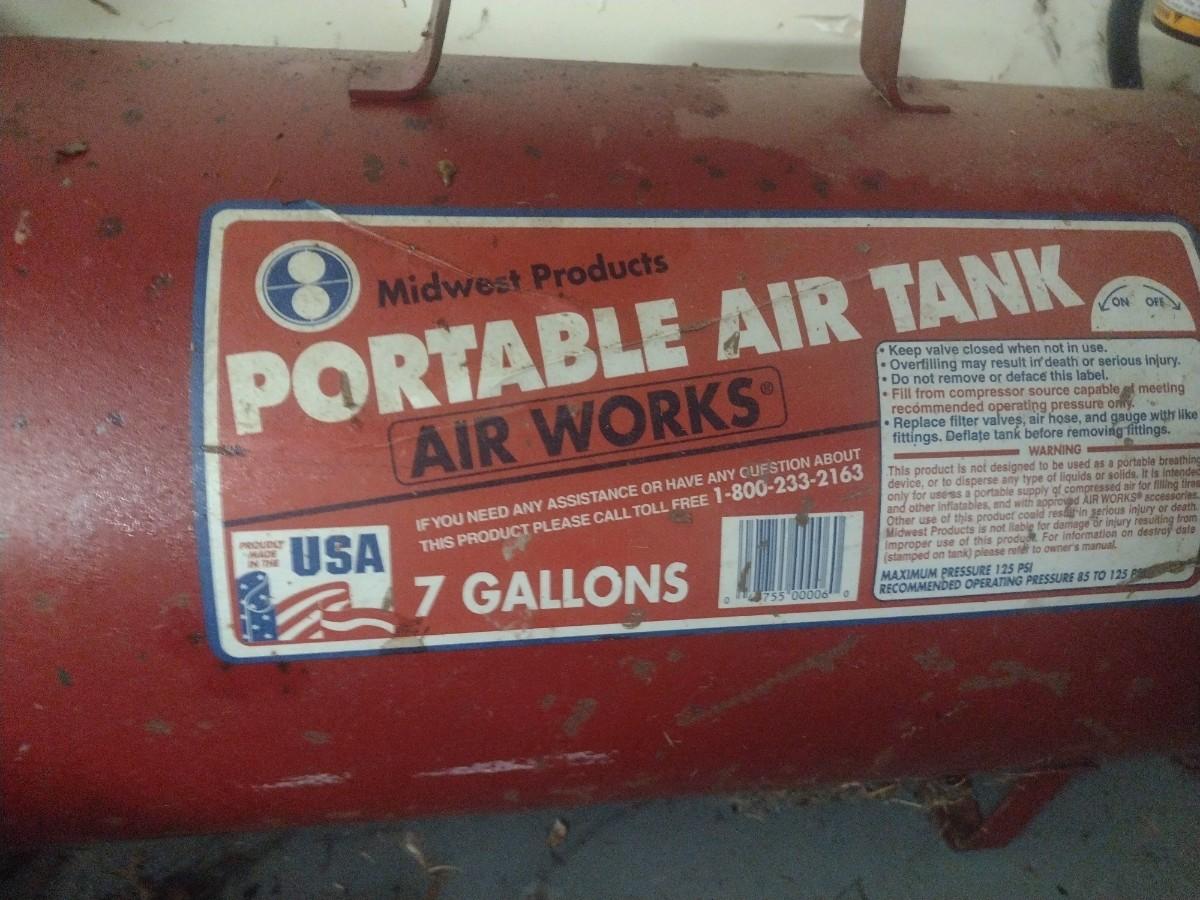 Midwest Products
PORTABLE AIR TANK
ON OFF
AIR WORKS®
• Keep valve closed when not in use.
• Overfilling may result in death or serious injury.
• Do not remove or deface this label.
• Fill from compressor source capable of meeting
recommended operating pressure only.
• Replace filter valves, air hose, and gauge with like
fittings. Deflate tank before removing fittings.
WARNING
This product is not designed to be used as a portable breathing
device, or to disperse any type of liquids or solids. It is intended
only for use as a portable supply of compressed air for filling tires
and other inflatables, and with approved AIR WORKS® accessories.
Other use of this product could result in serious injury or death.
Midwest Products is not liable for damage or injury resulting from
improper use of this product. For information on destroy date
(stamped on tank) please refer to owner's manual.
MAXIMUM PRESSURE 125 PSI
RECOMMENDED OPERATING PRESSURE 85 TO 125
IF YOU NEED ANY ASSISTANCE OR HAVE ANY QUESTION ABOUT
THIS PRODUCT PLEASE CALL TOLL FREE 1-800-233-2163
PROUDLY
MADE
IN THE
USA
7 GALLONS
0 755 00006 0